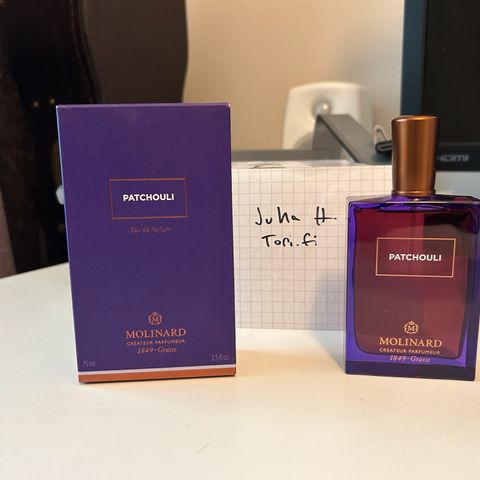 PATCHOULI
Eau de Parfum
M
MOLINARD
CRÉATEUR PARFUMEUR
1849-Grasse
75 ml 2.5 fl.oz.
Juha H.
Tori.fi
PATCHOULI
M
MOLINARD
CRÉATEUR PARFUMEUR
1849-Grasse
HDMI